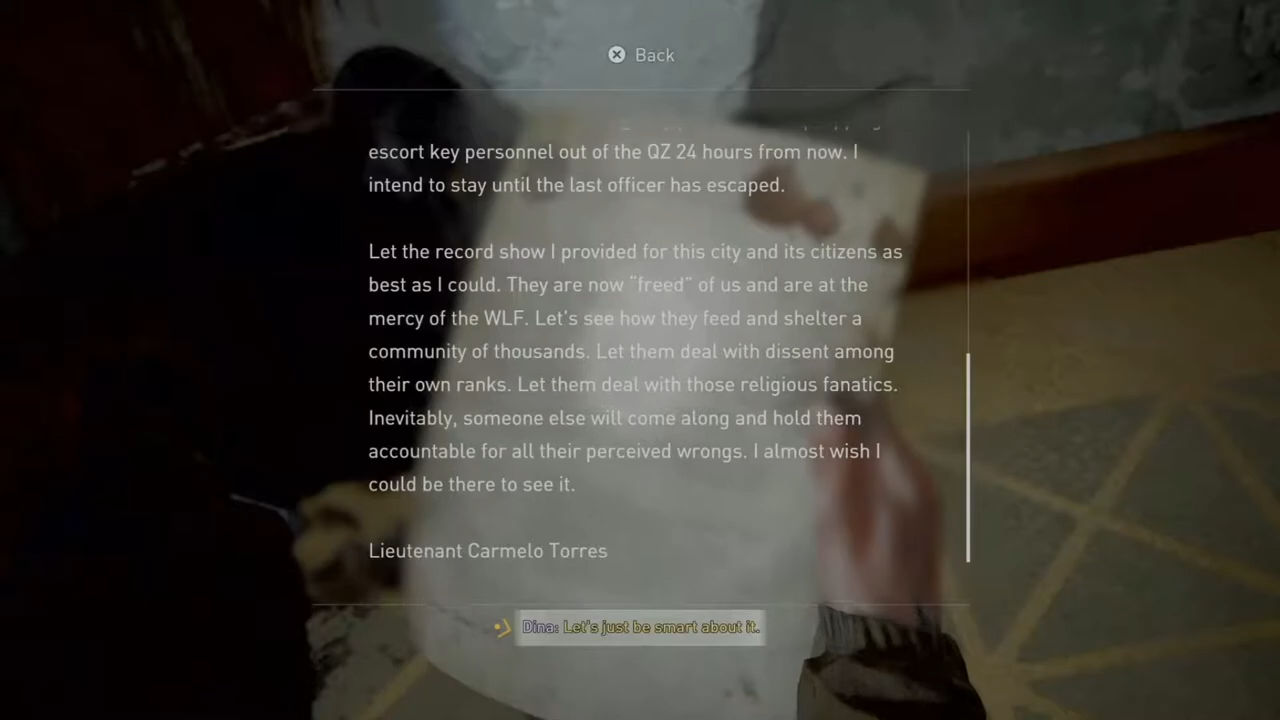 Back
escort key personnel out of the QZ 24 hours from now. I
intend to stay until the last officer has escaped.
Let the record show I provided for this city and its citizens as
best as I could. They are now “freed” of us and are at the
mercy of the WLF. Let's see how they feed and shelter a
community of thousands. Let them deal with dissent among
their own ranks. Let them deal with those religious fanatics.
Inevitably, someone else will come along and hold them
accountable for all their perceived wrongs. I almost wish I
could be there to see it.
Lieutenant Carmelo Torres
Dina: Let's just be smart about it.